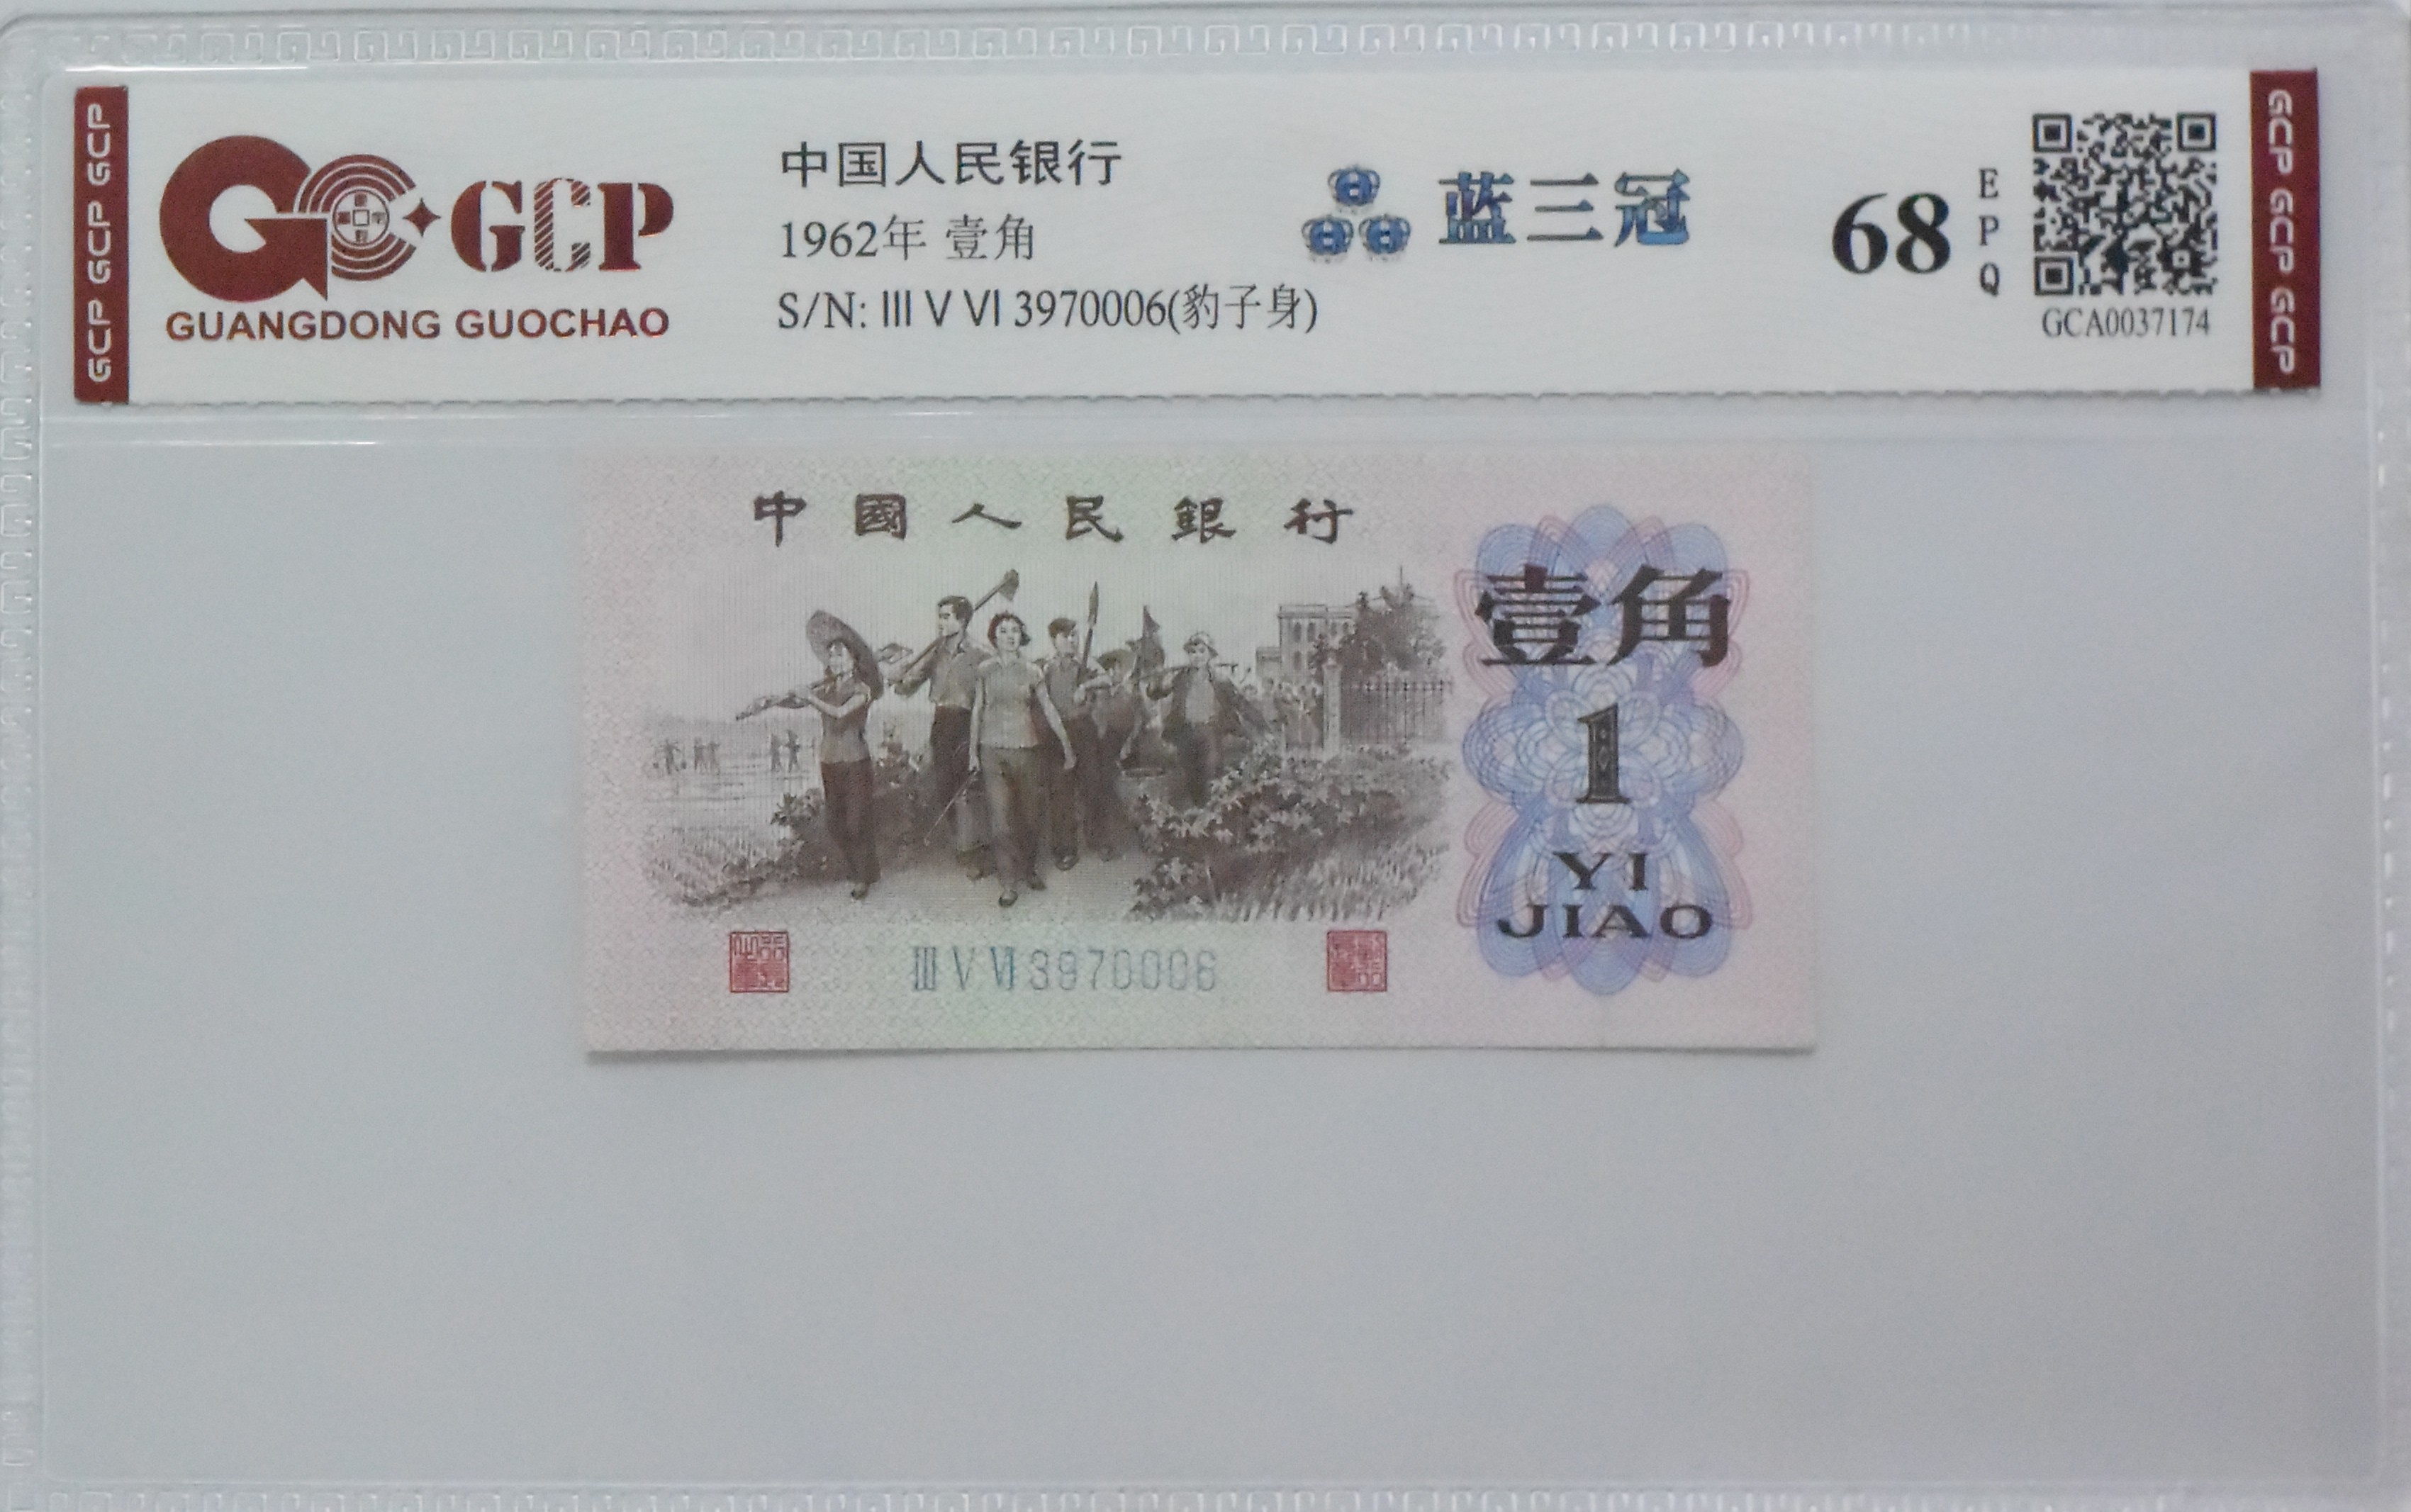 GCP GCP GCP
GCP
GUANGDONG GUOCHAO
中国人民银行
1962年 壹角
S/N: III V VI 3970006(豹子身)
蓝三冠
68
EPQ
GCA0037174
GCP GCP GCP
中國人民銀行
壹角
1
YI
JIAO
III V VI 3970006